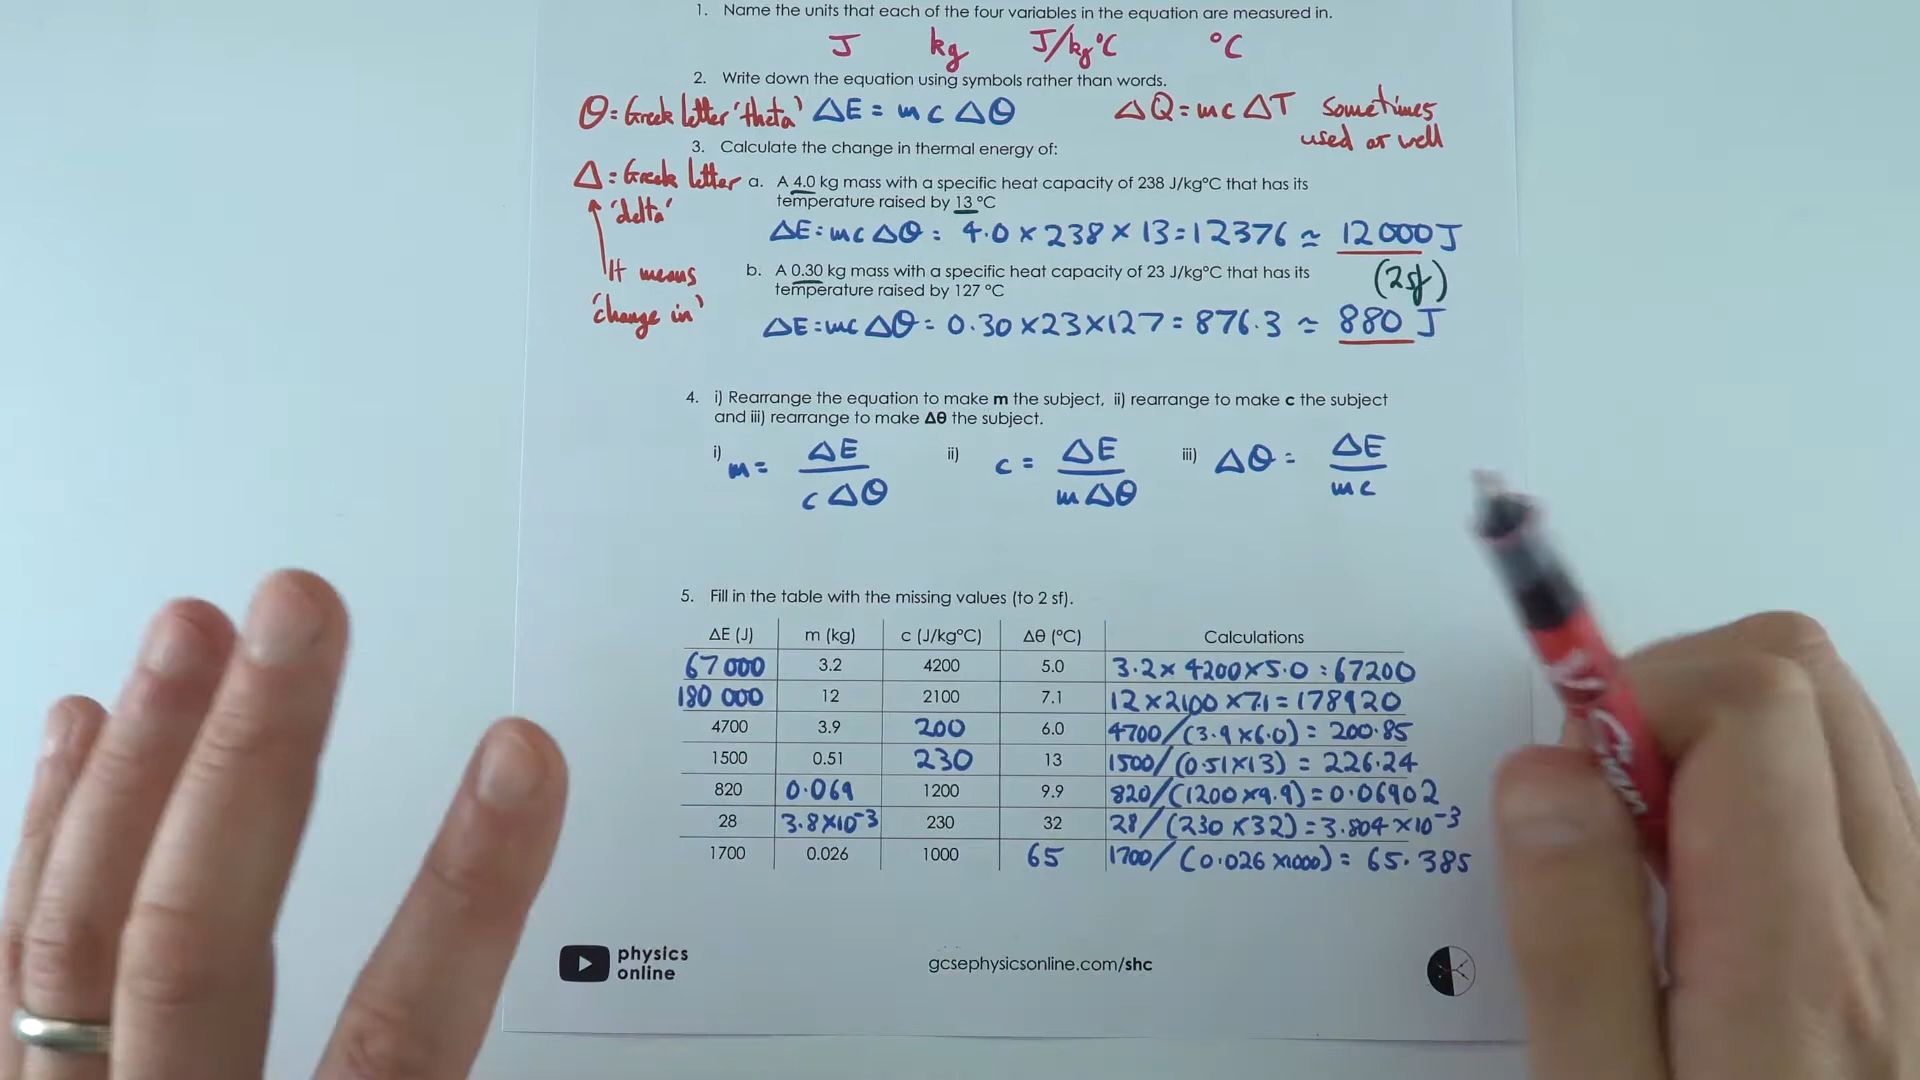 1. Name the units that each of the four variables in the equation are measured in.
J kg J/kg°C °C
2. Write down the equation using symbols rather than words.
θ = Greek letter 'theta' ΔE = mcΔθ ΔQ = mcΔT sometimes
used as well
3. Calculate the change in thermal energy of:
Δ = Greek letter
'delta'
It means
'change in'
a. A 4.0 kg mass with a specific heat capacity of 238 J/kg°C that has its
temperature raised by 13 °C
ΔE = mcΔθ = 4.0 × 238 × 13 = 12376 ≈ 12000 J
(2sf)
b. A 0.30 kg mass with a specific heat capacity of 23 J/kg°C that has its
temperature raised by 127 °C
ΔE = mcΔθ = 0.30 × 23 × 127 = 876.3 ≈ 880 J
4. i) Rearrange the equation to make m the subject, ii) rearrange to make c the subject
and iii) rearrange to make Δθ the subject.
i) m = ΔE / cΔθ ii) c = ΔE / mΔθ iii) Δθ = ΔE / mc
5. Fill in the table with the missing values (to 2 sf).
ΔE (J) m (kg) c (J/kg°C) Δθ (°C) Calculations
67000 3.2 4200 5.0 3.2 × 4200 × 5.0 = 67200
180 000 12 2100 7.1 12 × 2100 × 7.1 = 178920
4700 3.9 200 6.0 4700/(3.9 × 6.0) = 200.85
1500 0.51 230 13 1500/(0.51 × 13) = 226.24
820 0.069 1200 9.9 820/(1200 × 9.9) = 0.06902
28 3.8×10⁻³ 230 32 28/(230 × 32) = 3.804 × 10⁻³
1700 0.026 1000 65 1700/(0.026 × 1000) = 65.385
physics
online
gcsephysicsonline.com/shc